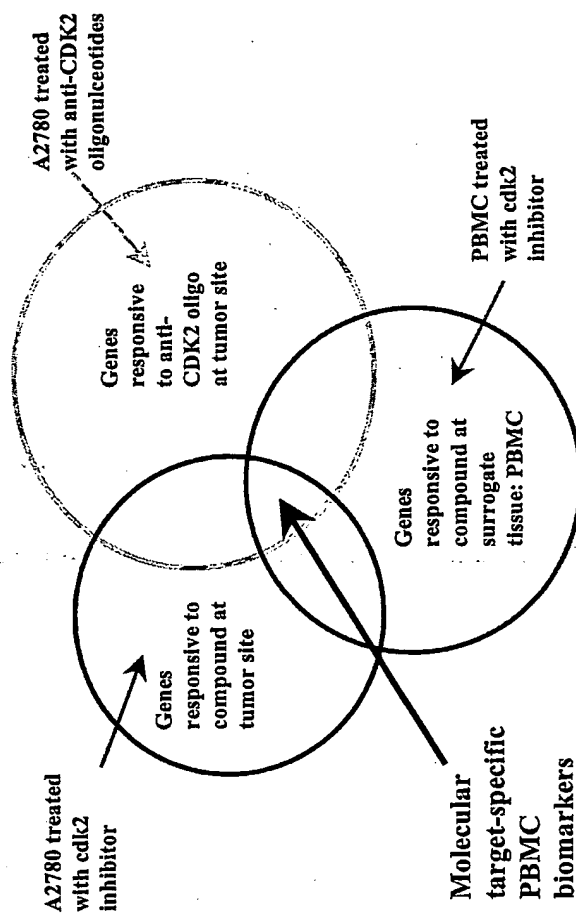 A2780 treated
with cdk2
inhibitor
Genes
responsive to
compound at
tumor site
A2780 treated
with anti-CDK2
oligonulceotides
Genes
responsive
to anti-
CDK2 oligo
at tumor site
Genes
responsive to
compound at
surrogate
tissue: PBMC
PBMC treated
with cdk2
inhibitor
Molecular
target-specific
PBMC
biomarkers